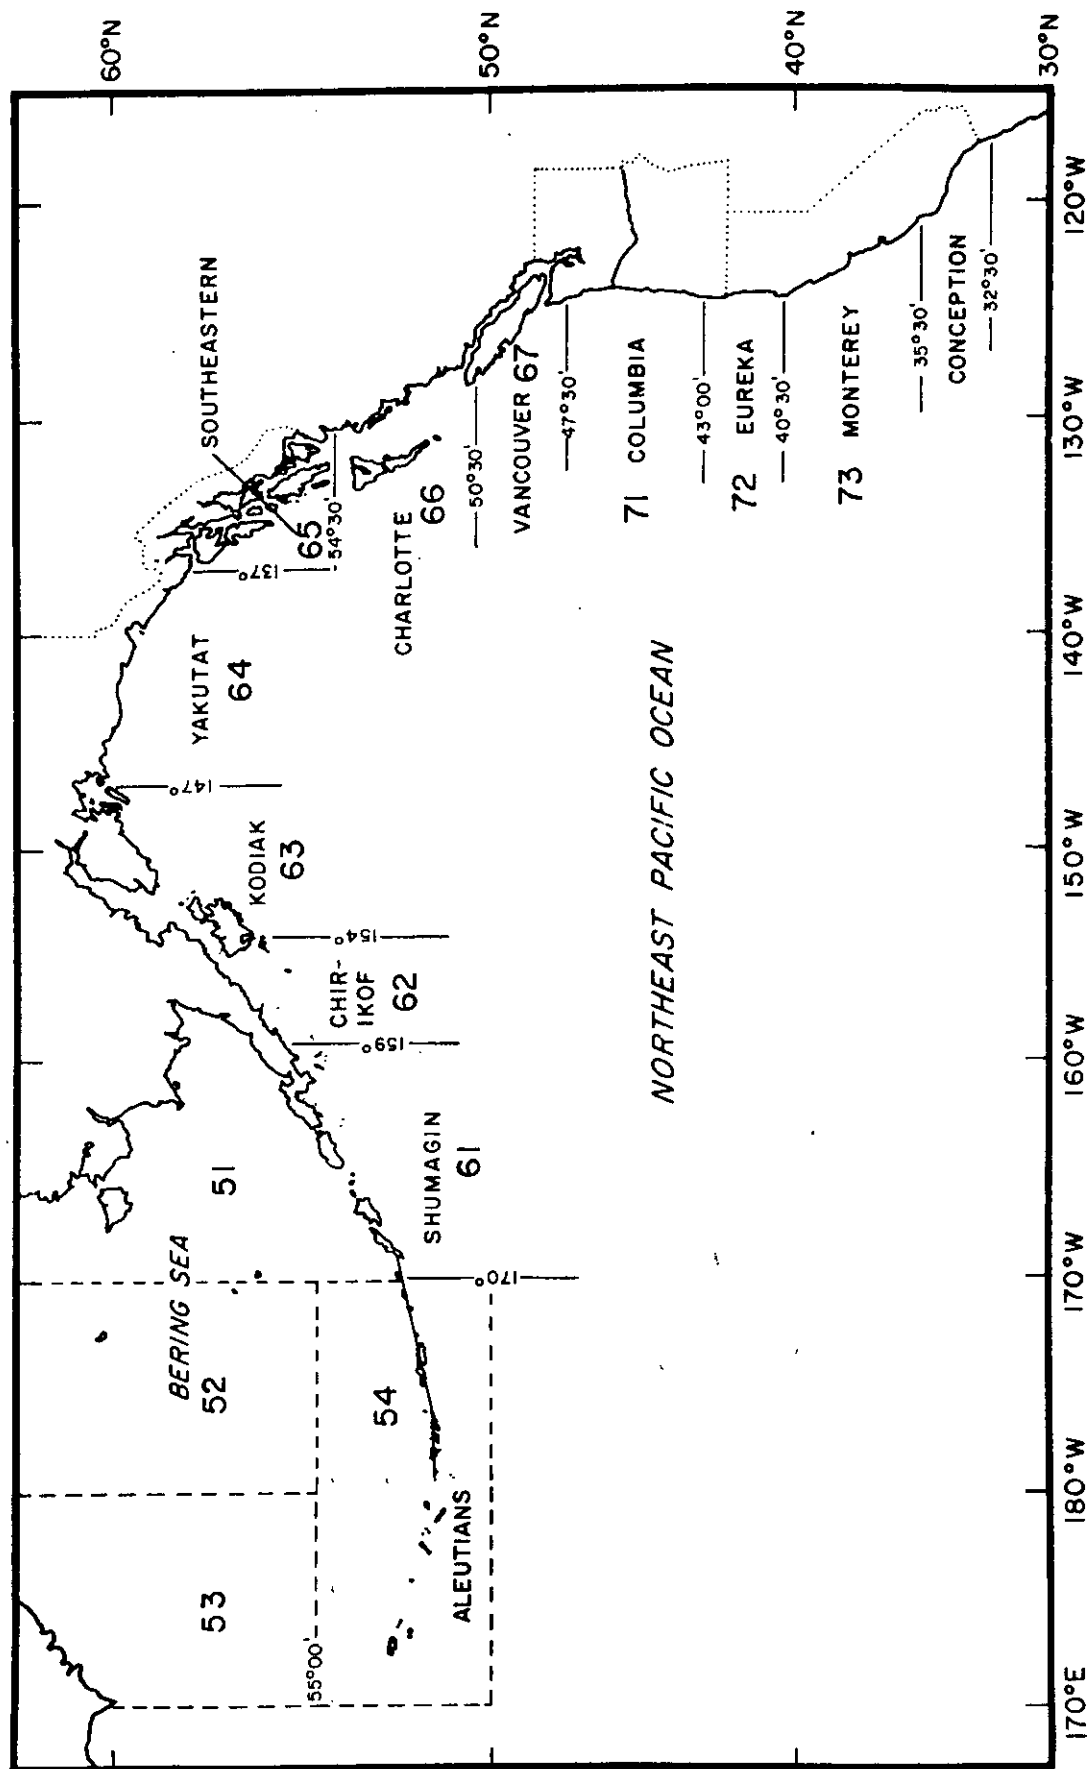 60°N
50°N
40°N
30°N
170°E
180°W
170°W
160°W
150°W
140°W
130°W
120°W
BERING SEA
51
52
53
54
55°00'
ALEUTIANS
170°
SHUMAGIN
61
159°
CHIR-
IKOF
62
154°
KODIAK
63
147°
YAKUTAT
64
137°
SOUTHEASTERN
65
54°30'
CHARLOTTE
66
50°30'
VANCOUVER 67
47°30'
71 COLUMBIA
43°00'
72 EUREKA
40°30'
73 MONTEREY
35°30'
CONCEPTION
32°30'
NORTHEAST PACIFIC OCEAN